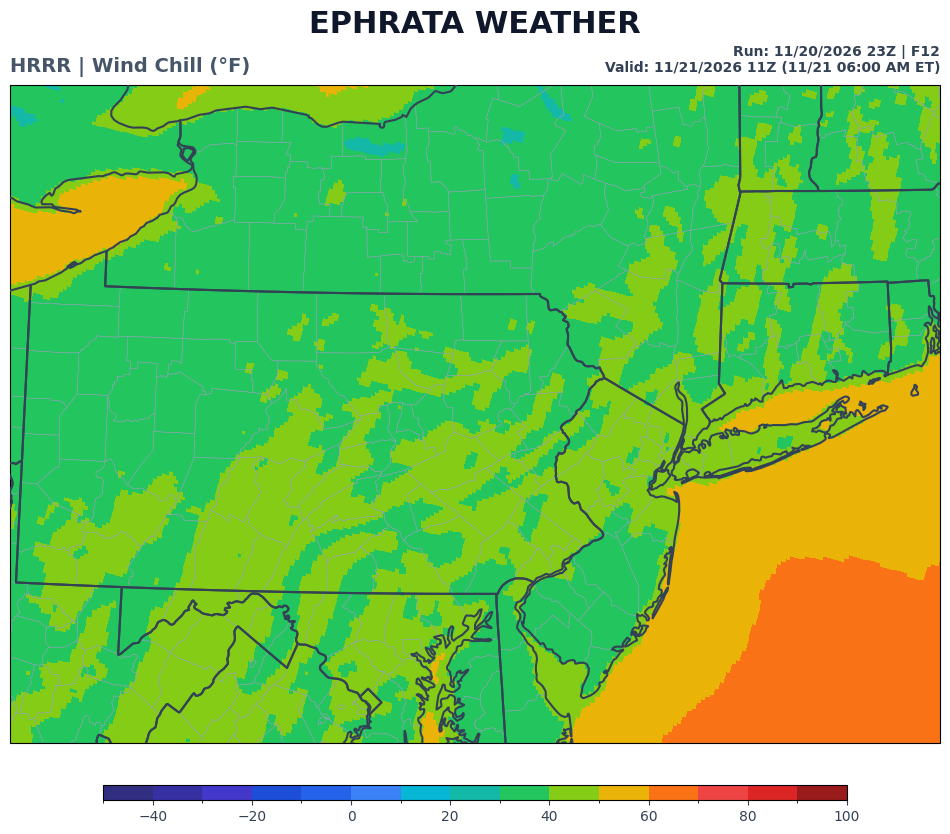 EPHRATA WEATHER
HRRR | Wind Chill (°F)
Run: 11/20/2026 23Z | F12
Valid: 11/21/2026 11Z (11/21 06:00 AM ET)
−40 −20 0 20 40 60 80 100